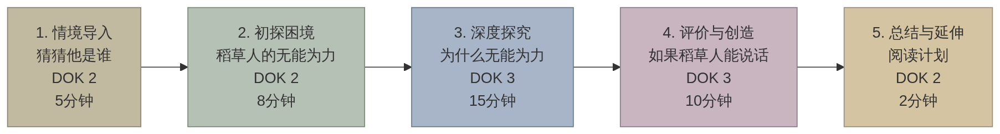 1. 情境导入
猜猜他是谁
DOK 2
5分钟
2. 初探困境
稻草人的无能为力
DOK 2
8分钟
3. 深度探究
为什么无能为力
DOK 3
15分钟
4. 评价与创造
如果稻草人能说话
DOK 3
10分钟
5. 总结与延伸
阅读计划
DOK 2
2分钟